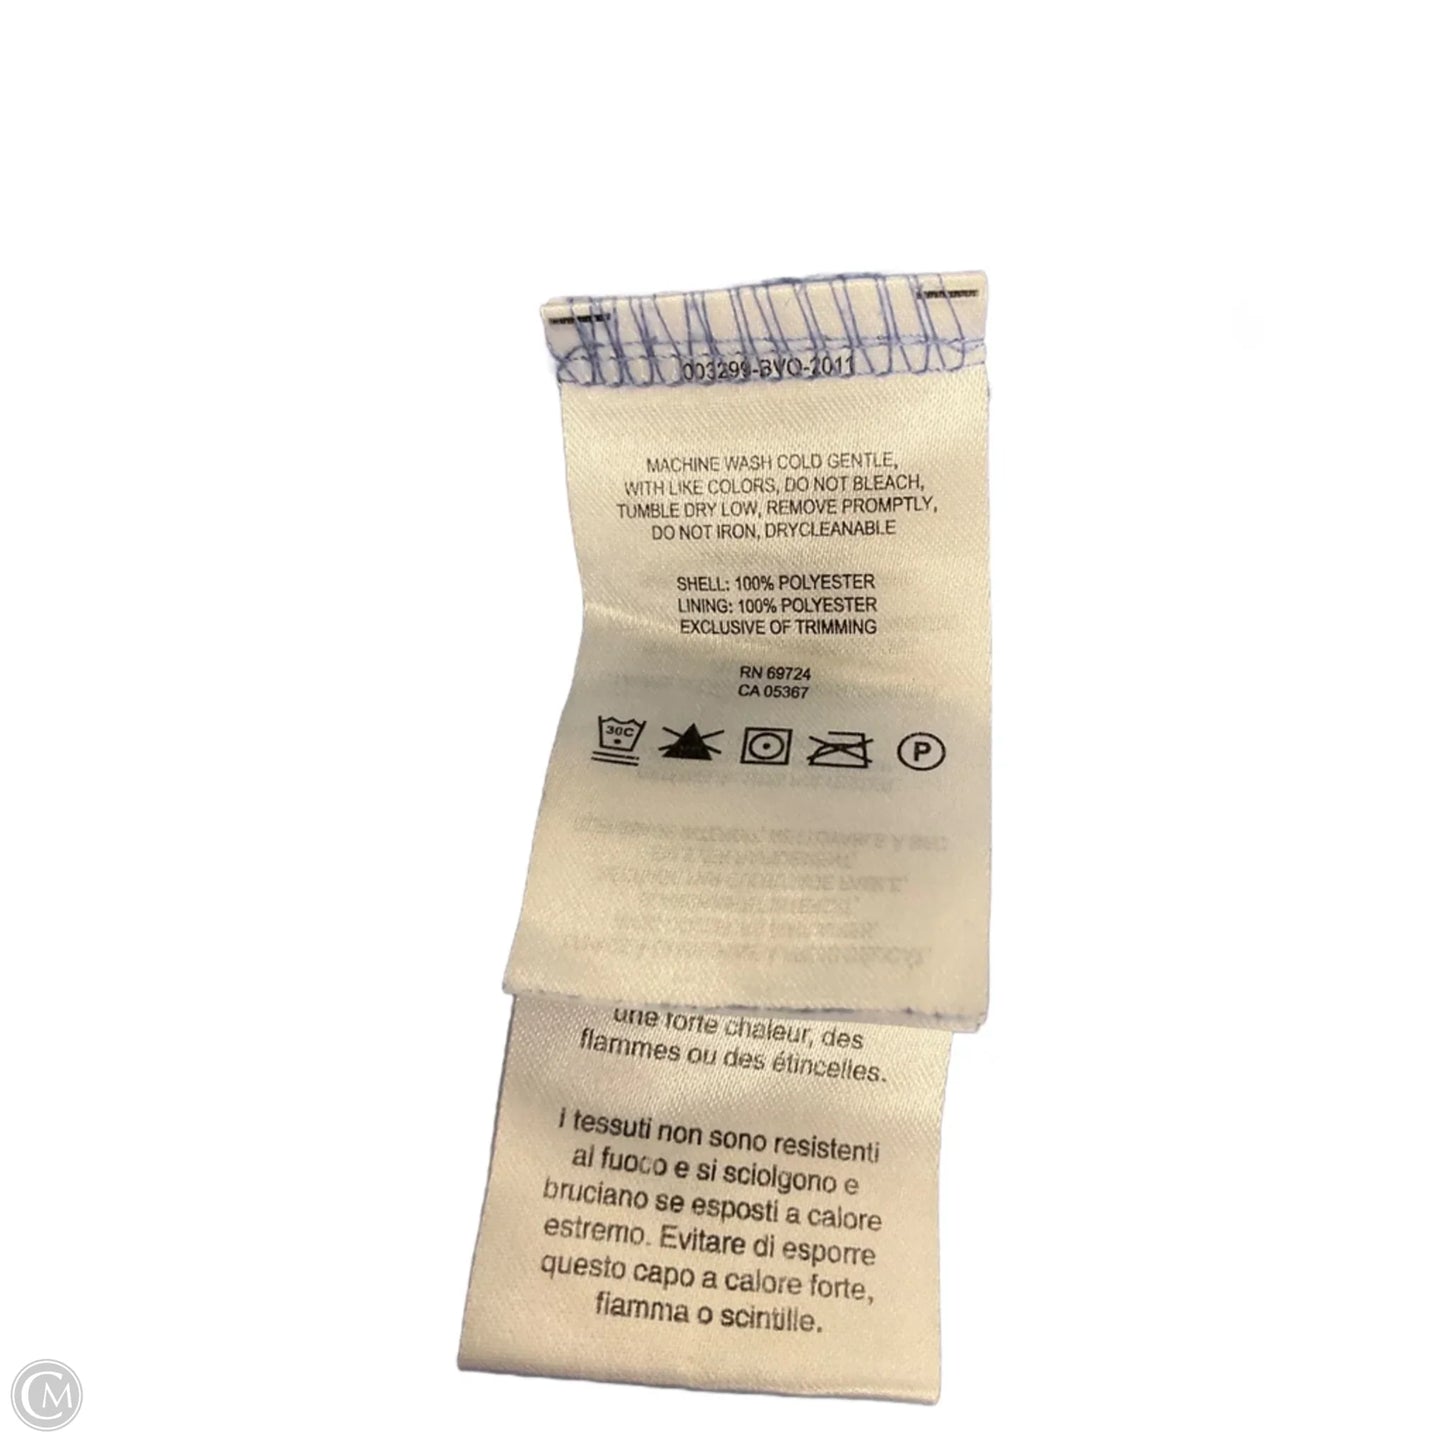 003299-BVO-2011
MACHINE WASH COLD GENTLE,
WITH LIKE COLORS, DO NOT BLEACH,
TUMBLE DRY LOW, REMOVE PROMPTLY,
DO NOT IRON, DRYCLEANABLE
SHELL: 100% POLYESTER
LINING: 100% POLYESTER
EXCLUSIVE OF TRIMMING
RN 69724
CA 05367
30C
P
une forte chaleur, des
flammes ou des étincelles.
I tessuti non sono resistenti
al fuoco e si sciolgono e
bruciano se esposti a calore
estremo. Evitare di esporre
questo capo a calore forte,
fiamma o scintille.
CM